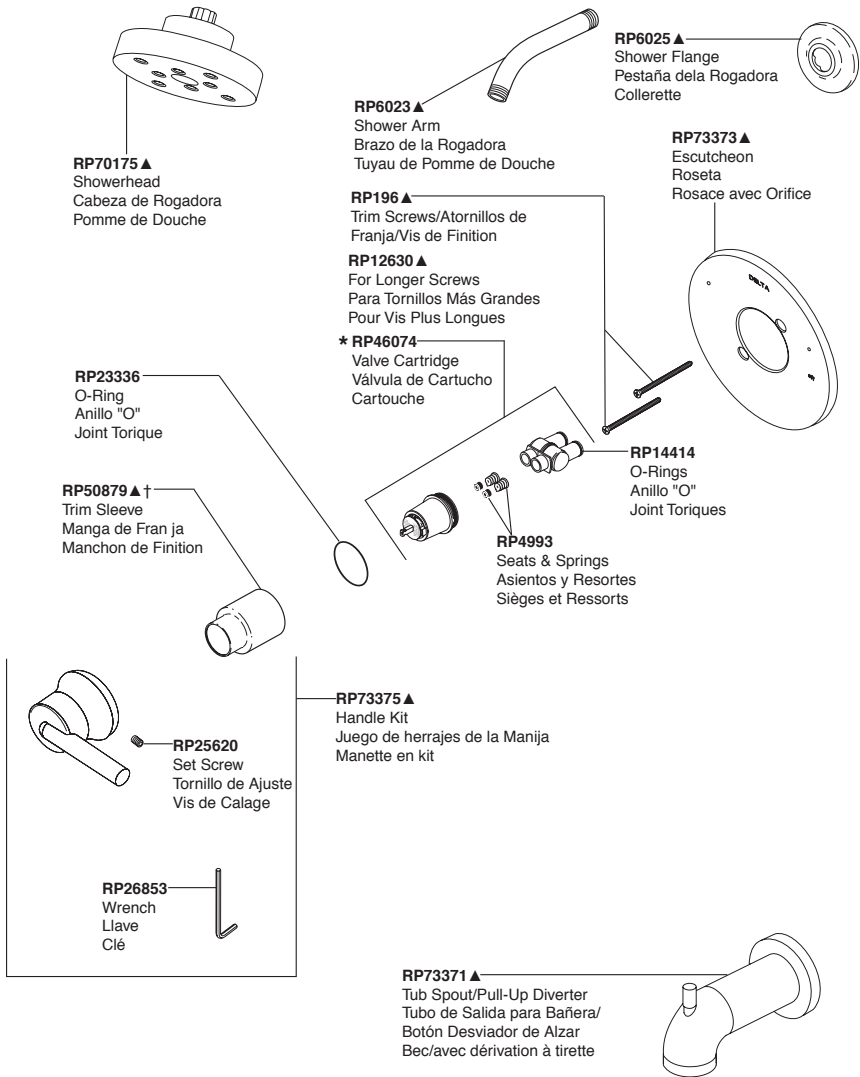 RP70175▲
Showerhead
Cabeza de Rogadora
Pomme de Douche
RP6023▲
Shower Arm
Brazo de la Rogadora
Tuyau de Pomme de Douche
RP6025▲
Shower Flange
Pestaña dela Rogadora
Collerette
RP73373▲
Escutcheon
Roseta
Rosace avec Orifice
RP196▲
Trim Screws/Atornillos de
Franja/Vis de Finition
RP12630▲
For Longer Screws
Para Tornillos Más Grandes
Pour Vis Plus Longues
* RP46074
Valve Cartridge
Válvula de Cartucho
Cartouche
DELTA
RP23336
O-Ring
Anillo "O"
Joint Torique
RP14414
O-Rings
Anillo "O"
Joint Toriques
RP50879▲†
Trim Sleeve
Manga de Fran ja
Manchon de Finition
RP4993
Seats & Springs
Asientos y Resortes
Sièges et Ressorts
RP73375▲
Handle Kit
Juego de herrajes de la Manija
Manette en kit
RP25620
Set Screw
Tornillo de Ajuste
Vis de Calage
RP26853
Wrench
Llave
Clé
RP73371▲
Tub Spout/Pull-Up Diverter
Tubo de Salida para Bañera/
Botón Desviador de Alzar
Bec/avec dérivation à tirette